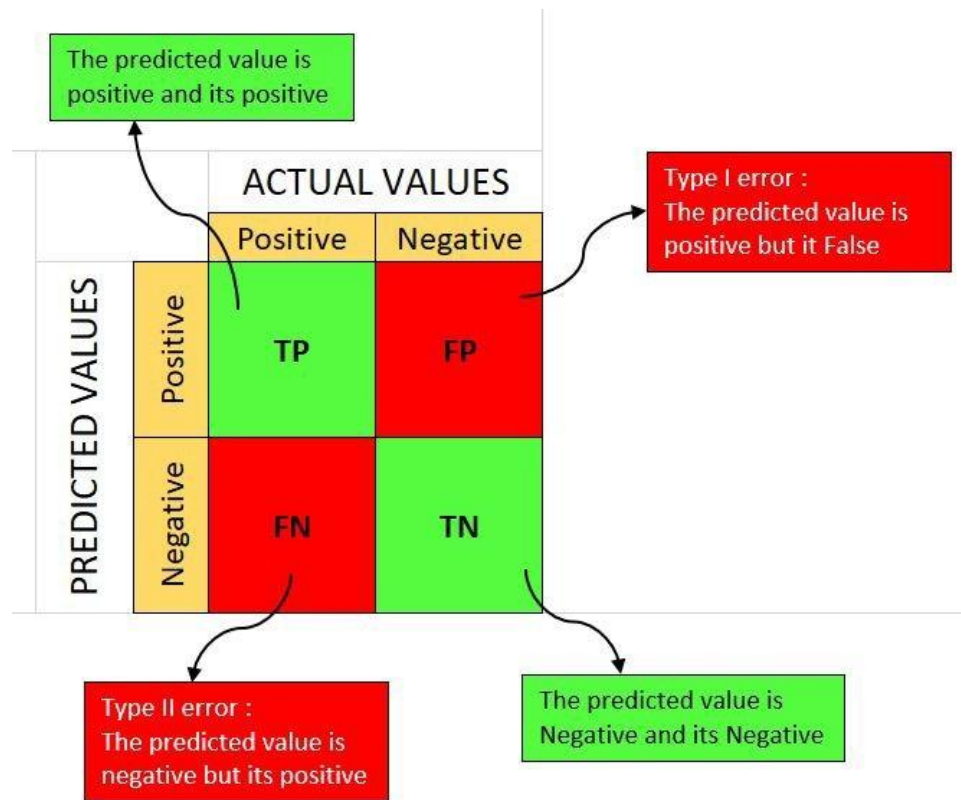 The predicted value is
positive and its positive
ACTUAL VALUES
Type I error :
The predicted value is
positive but it False
Positive
Negative
PREDICTED VALUES
Positive
TP
FP
Negative
FN
TN
Type II error :
The predicted value is
negative but its positive
The predicted value is
Negative and its Negative